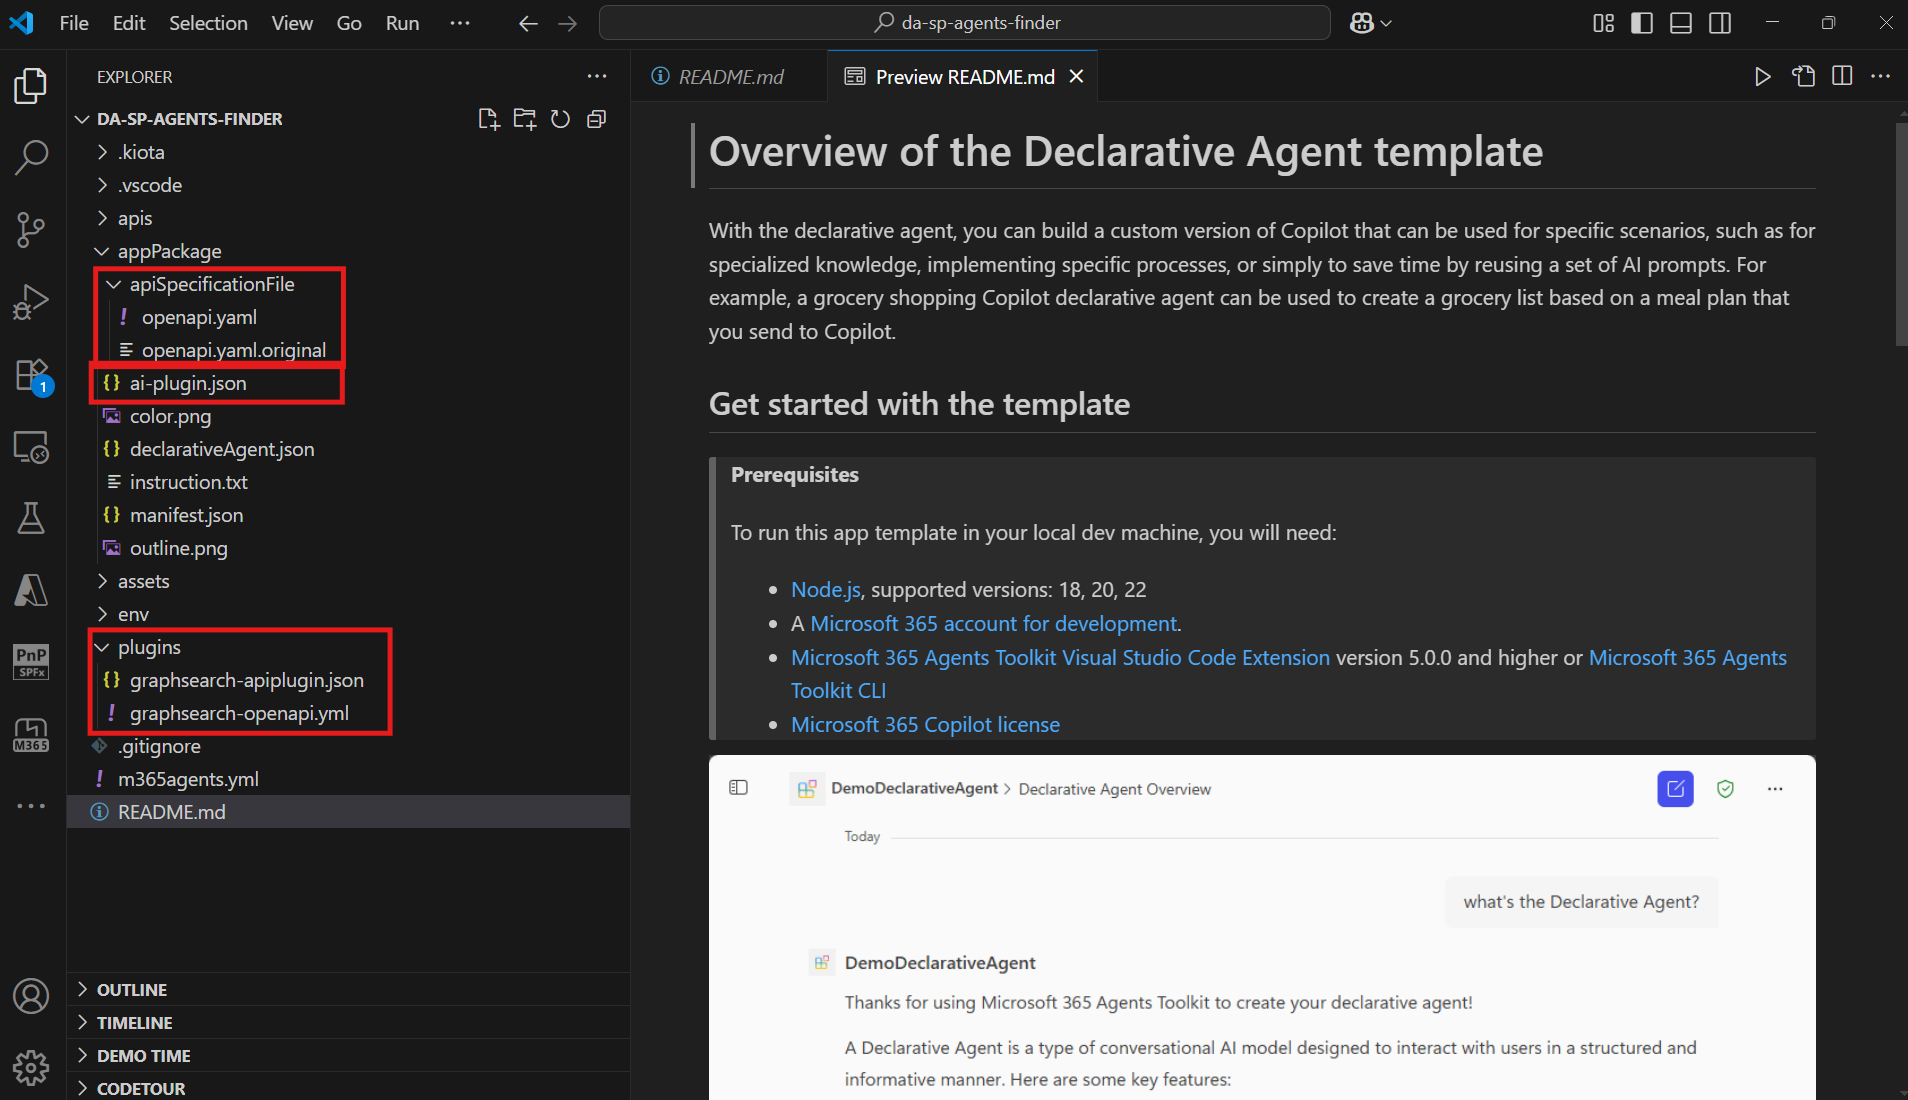 File Edit Selection View Go Run ···
da-sp-agents-finder
EXPLORER
DA-SP-AGENTS-FINDER
.kiota
.vscode
apis
appPackage
apiSpecificationFile
! openapi.yaml
openapi.yaml.original
{} ai-plugin.json
color.png
{} declarativeAgent.json
instruction.txt
{} manifest.json
outline.png
assets
env
plugins
{} graphsearch-apiplugin.json
! graphsearch-openapi.yml
.gitignore
! m365agents.yml
README.md
OUTLINE
TIMELINE
DEMO TIME
CODETOUR
1
PnP
SPFx
M365
README.md
Preview README.md
Overview of the Declarative Agent template
With the declarative agent, you can build a custom version of Copilot that can be used for specific scenarios, such as for
specialized knowledge, implementing specific processes, or simply to save time by reusing a set of AI prompts. For
example, a grocery shopping Copilot declarative agent can be used to create a grocery list based on a meal plan that
you send to Copilot.
Get started with the template
Prerequisites
To run this app template in your local dev machine, you will need:
• Node.js, supported versions: 18, 20, 22
• A Microsoft 365 account for development.
• Microsoft 365 Agents Toolkit Visual Studio Code Extension version 5.0.0 and higher or Microsoft 365 Agents
Toolkit CLI
• Microsoft 365 Copilot license
DemoDeclarativeAgent > Declarative Agent Overview
Today
what's the Declarative Agent?
DemoDeclarativeAgent
Thanks for using Microsoft 365 Agents Toolkit to create your declarative agent!
A Declarative Agent is a type of conversational AI model designed to interact with users in a structured and
informative manner. Here are some key features: